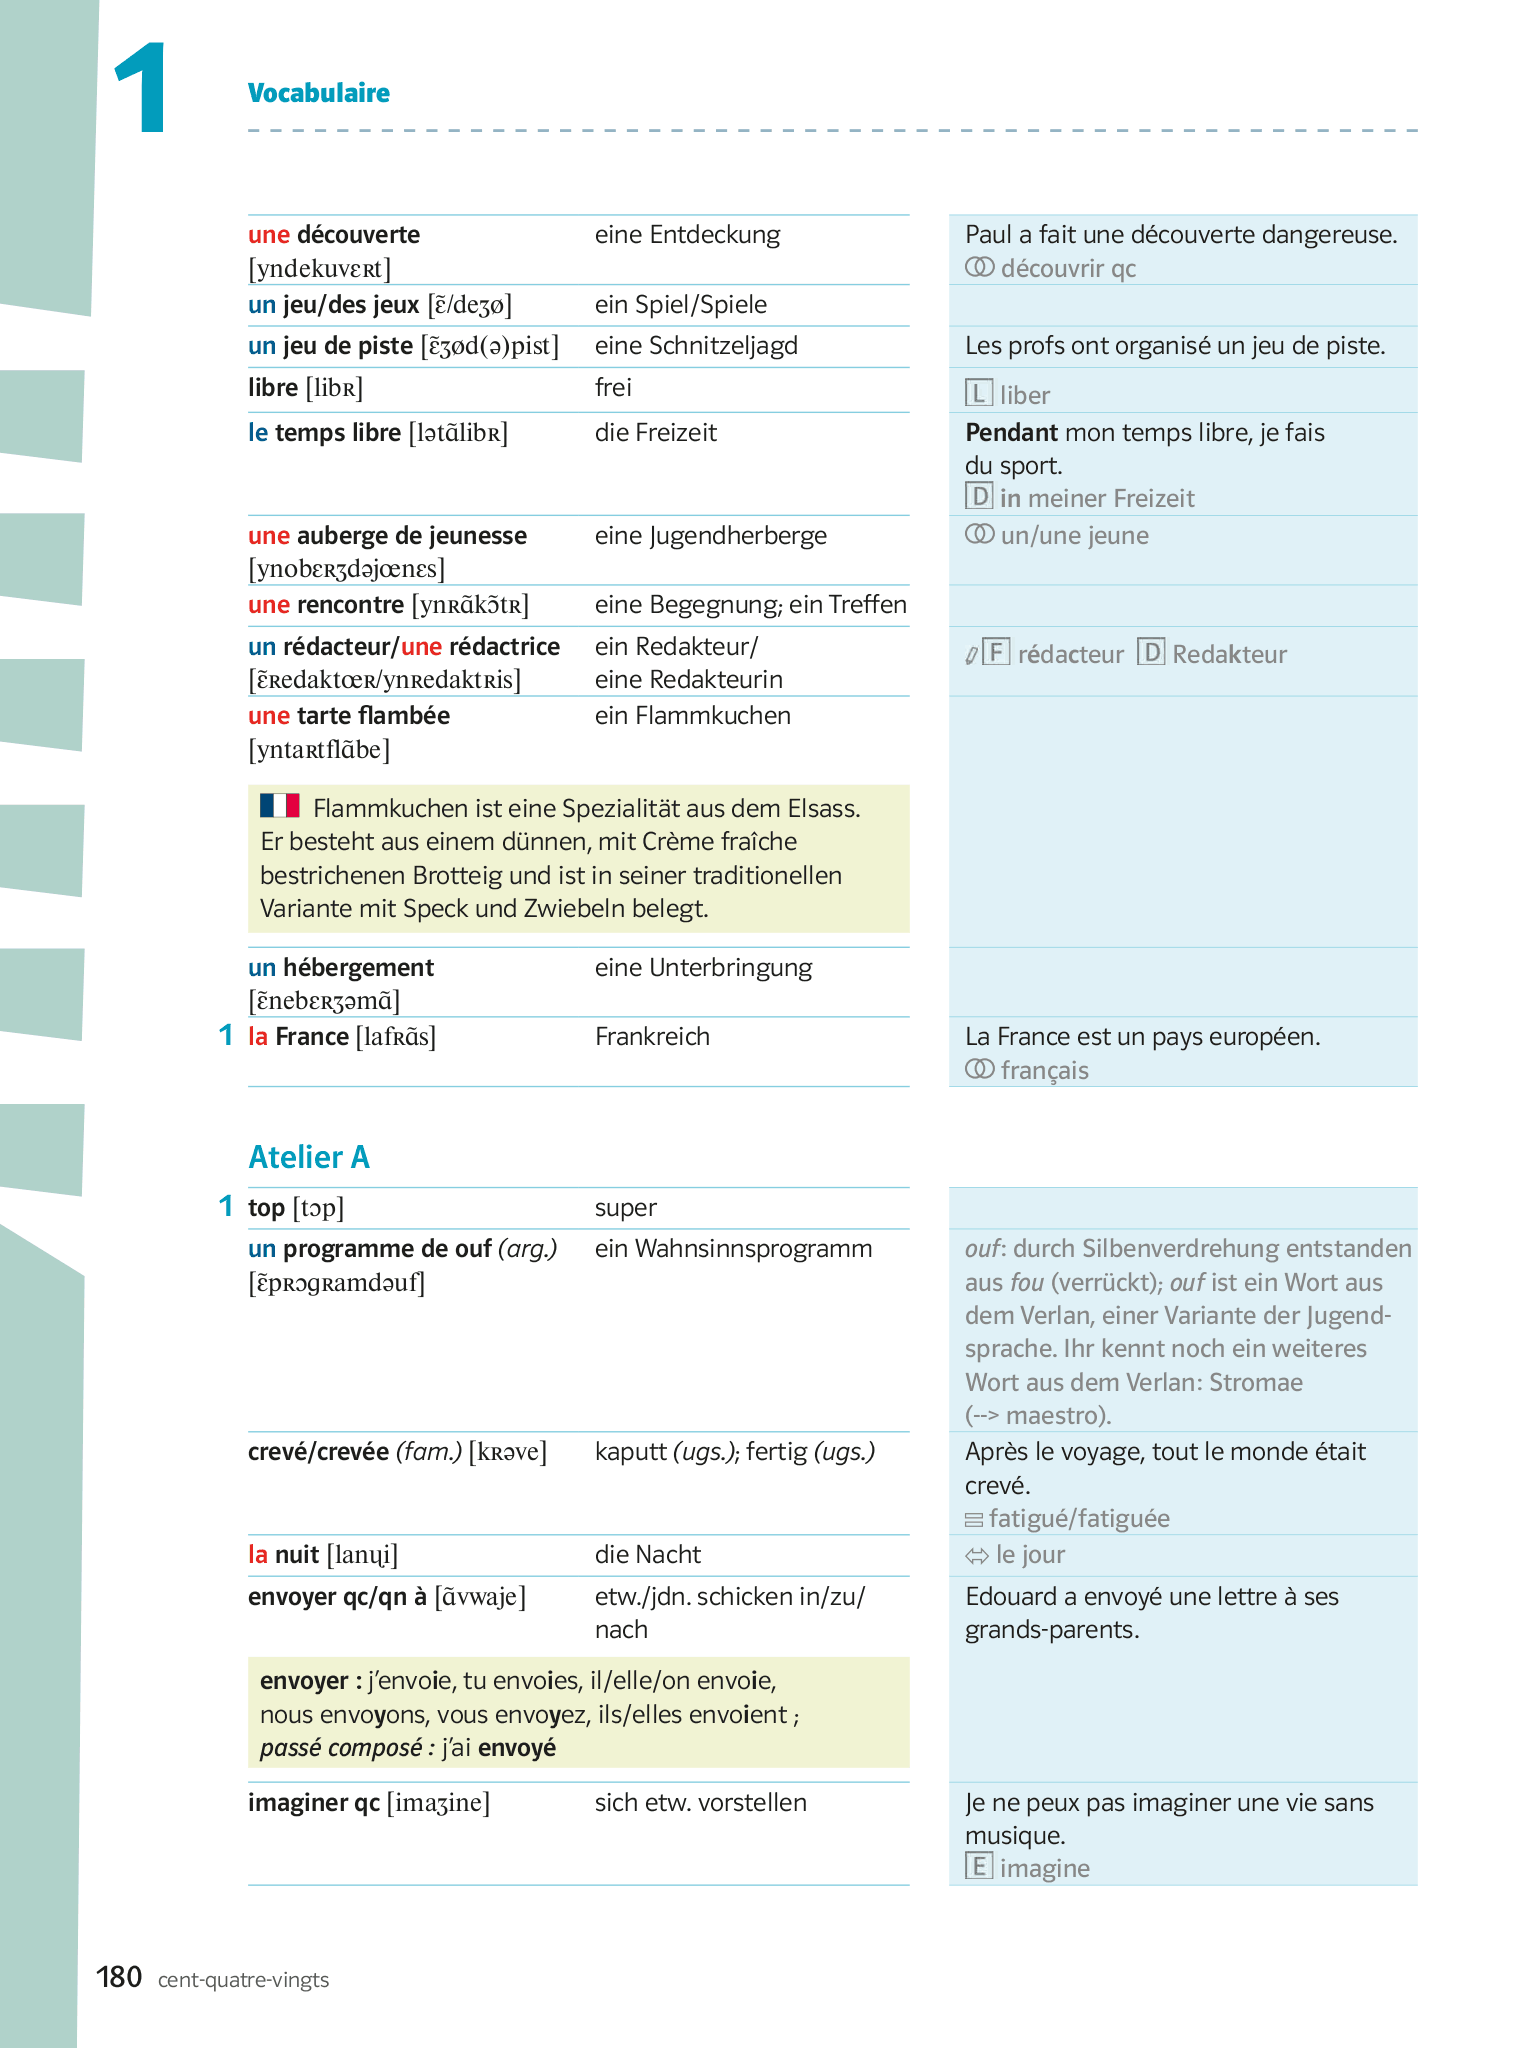 1
Vocabulaire
une découverte eine Entdeckung Paul a fait une découverte dangereuse.
[yndekuvɛʀt] découvrir qc
un jeu/des jeux [ɛ̃/deʒø] ein Spiel/Spiele
un jeu de piste [ɛ̃ʒød(ə)pist] eine Schnitzeljagd Les profs ont organisé un jeu de piste.
libre [libʀ] frei L liber
le temps libre [lətɑ̃libʀ] die Freizeit Pendant mon temps libre, je fais
du sport.
D in meiner Freizeit
une auberge de jeunesse eine Jugendherberge un/une jeune
[ynobɛʀʒdəjœnɛs]
une rencontre [ynʀɑ̃kɔ̃tʀ] eine Begegnung; ein Treffen
un rédacteur/une rédactrice ein Redakteur/ F rédacteur D Redakteur
[ɛ̃ʀedaktœʀ/ynʀedaktʀis] eine Redakteurin
une tarte flambée ein Flammkuchen
[yntaʀtflɑ̃be]
Flammkuchen ist eine Spezialität aus dem Elsass.
Er besteht aus einem dünnen, mit Crème fraîche
bestrichenen Brotteig und ist in seiner traditionellen
Variante mit Speck und Zwiebeln belegt.
un hébergement eine Unterbringung
[ɛ̃nebɛʀʒəmɑ̃]
1 la France [lafʀɑ̃s] Frankreich La France est un pays européen.
français
Atelier A
1 top [tɔp] super
un programme de ouf (arg.) ein Wahnsinnsprogramm ouf: durch Silbenverdrehung entstanden
[ɛ̃pʀɔgʀamdəuf] aus fou (verrückt); ouf ist ein Wort aus
dem Verlan, einer Variante der Jugend-
sprache. Ihr kennt noch ein weiteres
Wort aus dem Verlan: Stromae
(--> maestro).
crevé/crevée (fam.) [kʀəve] kaputt (ugs.); fertig (ugs.) Après le voyage, tout le monde était
crevé.
= fatigué/fatiguée
la nuit [lanɥi] die Nacht ⬄ le jour
envoyer qc/qn à [ɑ̃vwaje] etw./jdn. schicken in/zu/ Edouard a envoyé une lettre à ses
nach grands-parents.
envoyer : j’envoie, tu envoies, il/elle/on envoie,
nous envoyons, vous envoyez, ils/elles envoient ;
passé composé : j’ai envoyé
imaginer qc [imaʒine] sich etw. vorstellen Je ne peux pas imaginer une vie sans
musique.
E imagine
180 cent-quatre-vingts